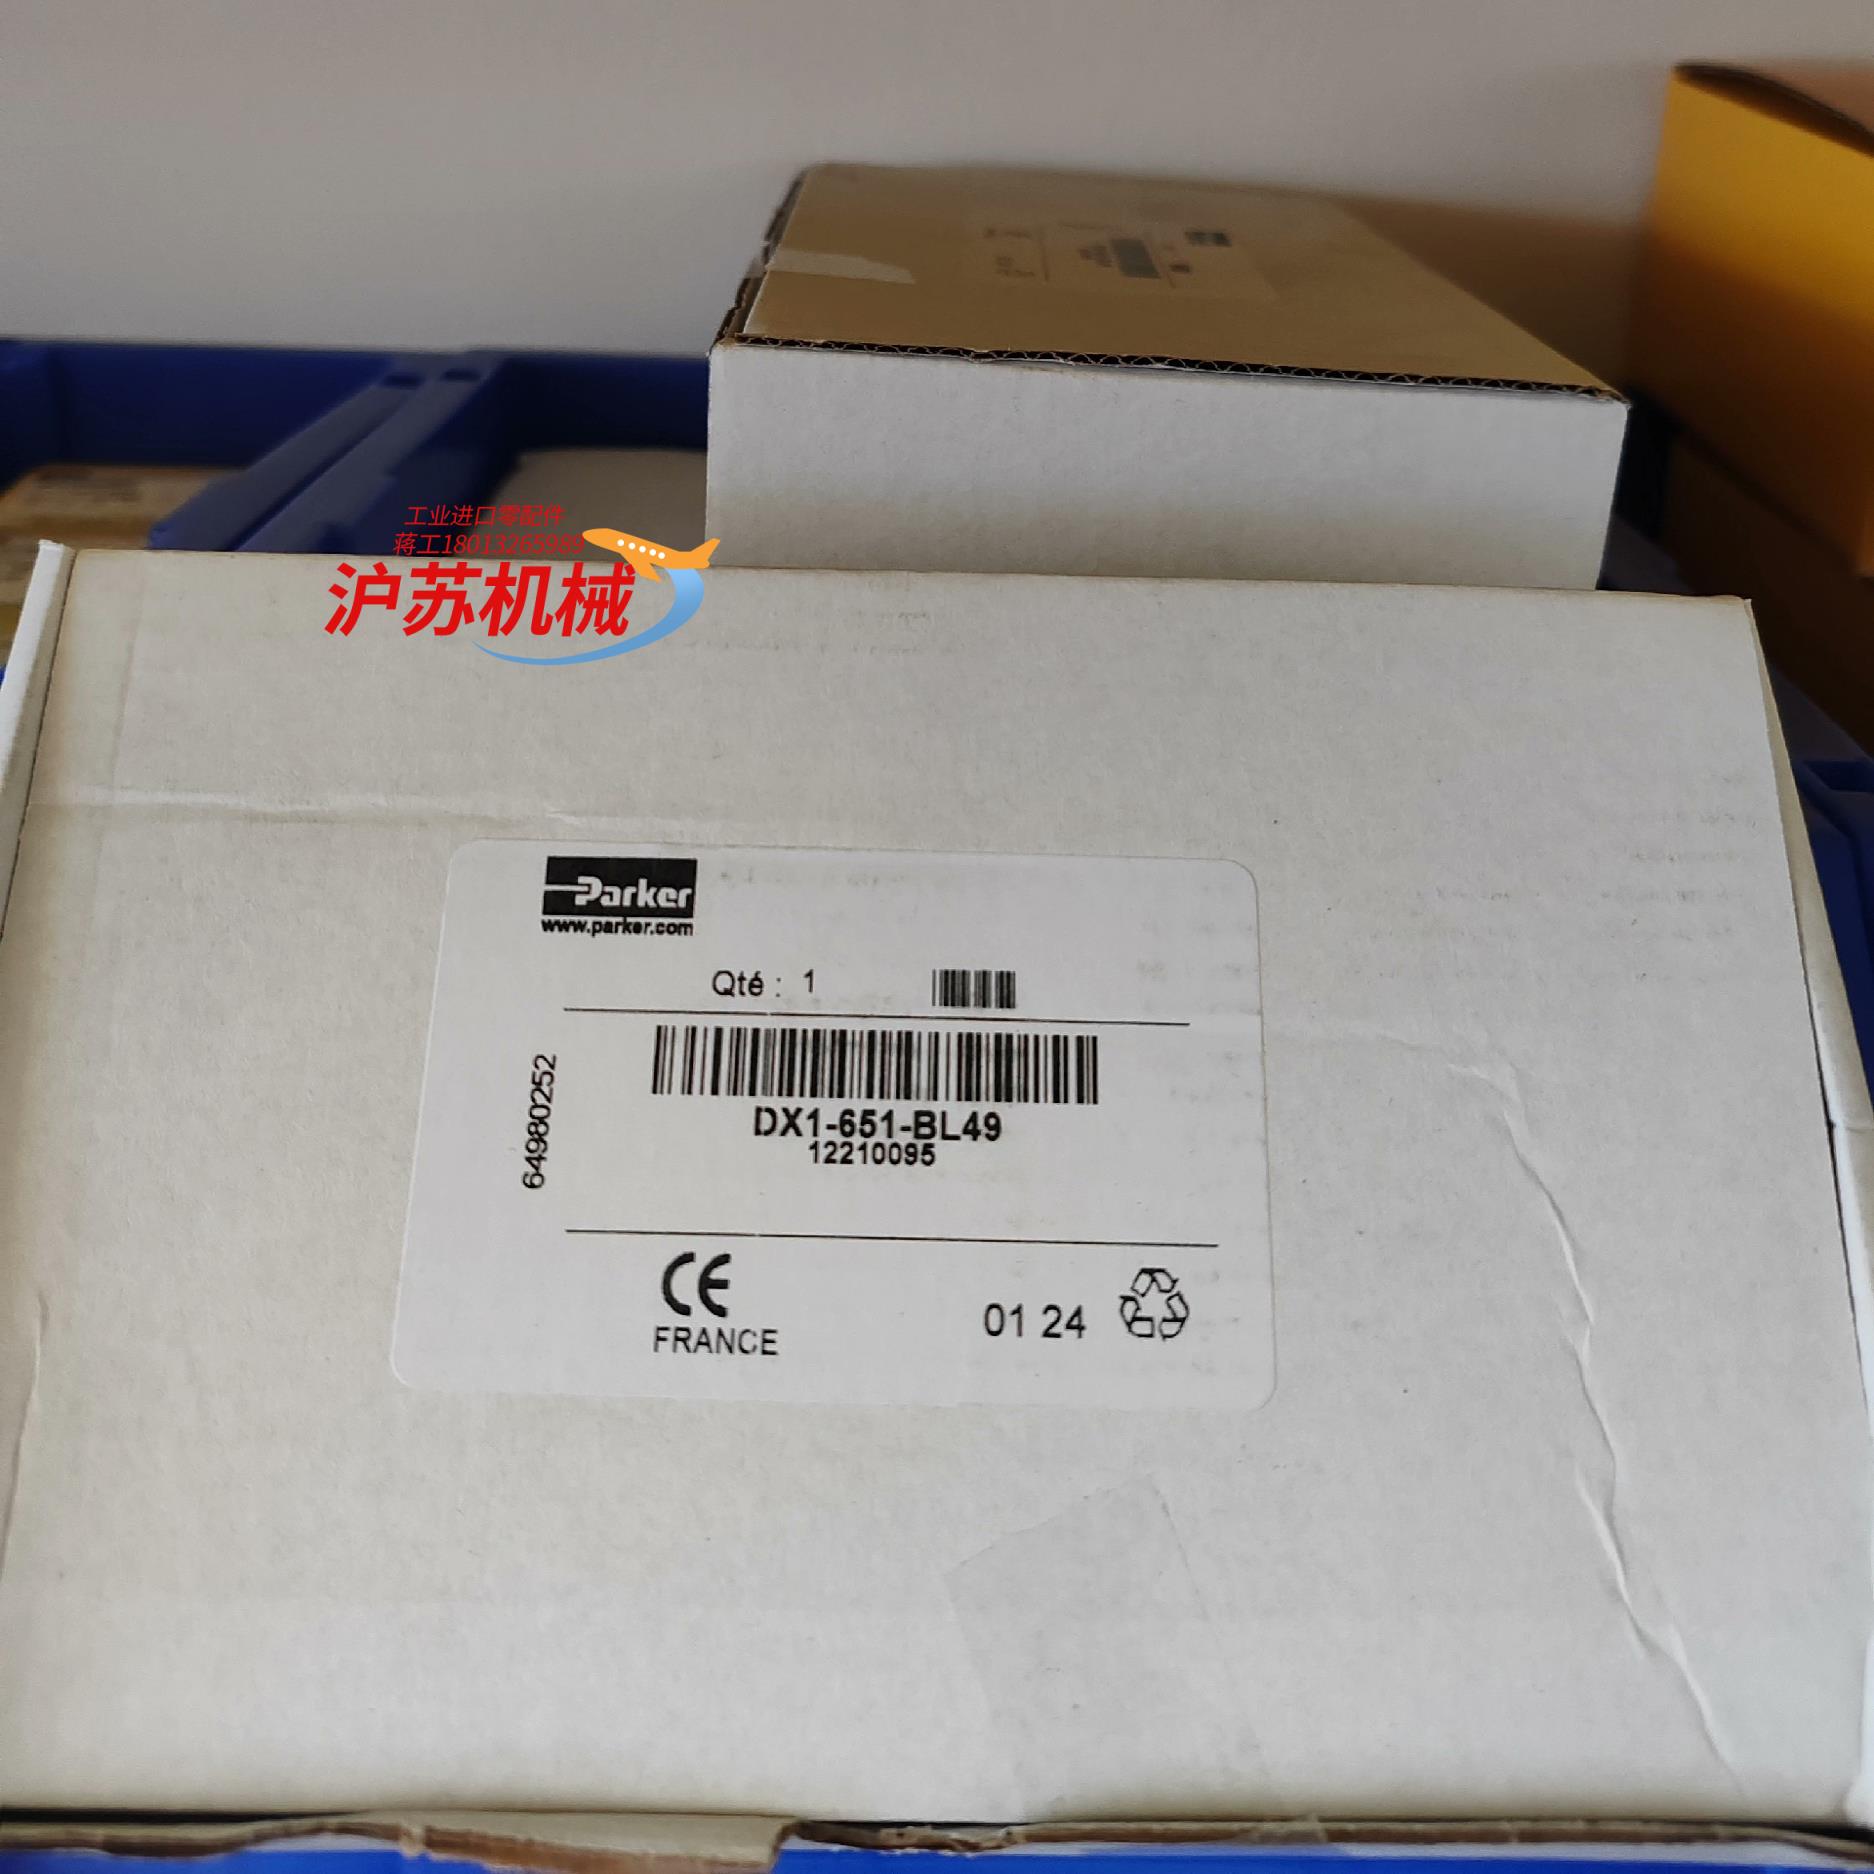 工业进口零配件
蒋工18013265989
沪苏机械
Parker
www.parker.com
Qté : 1
64980252
DX1-651-BL49
12210095
CE
FRANCE
01 24